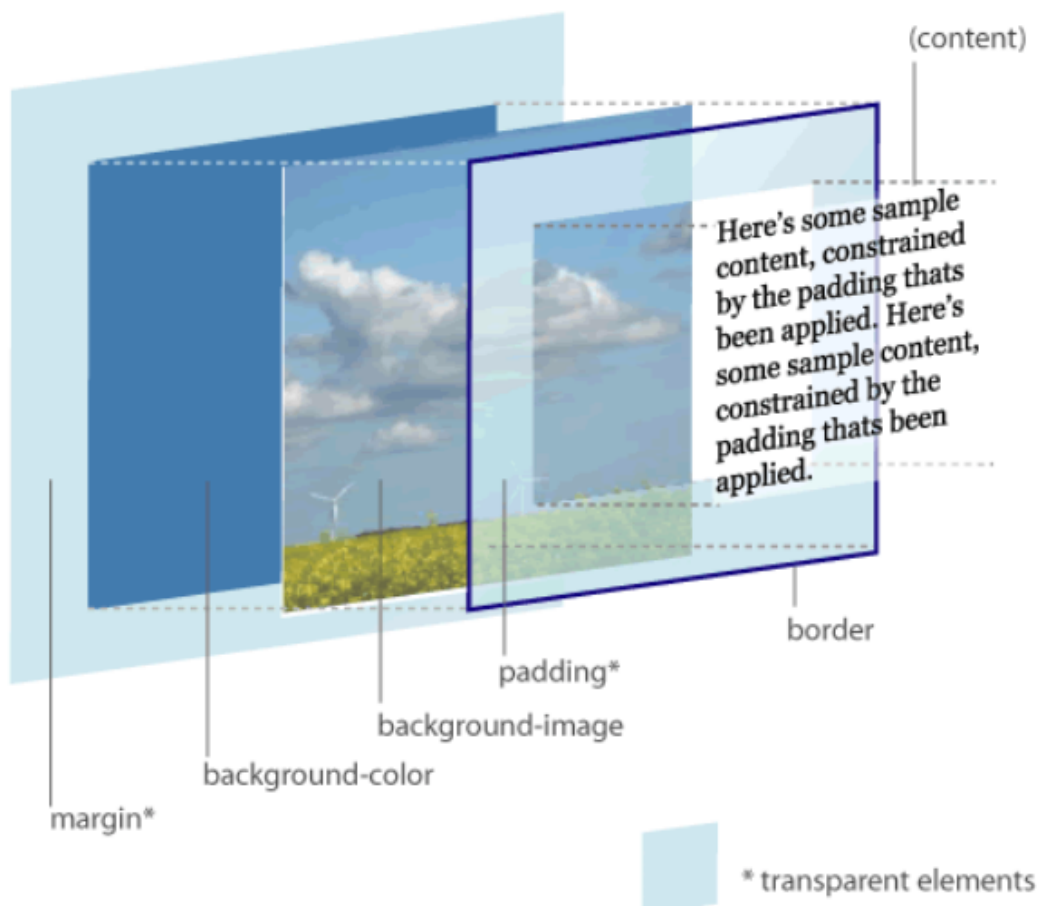 (content)
Here's some sample
content, constrained
by the padding thats
been applied. Here's
some sample content,
constrained by the
padding thats been
applied.
border
padding*
background-image
background-color
margin*
* transparent elements